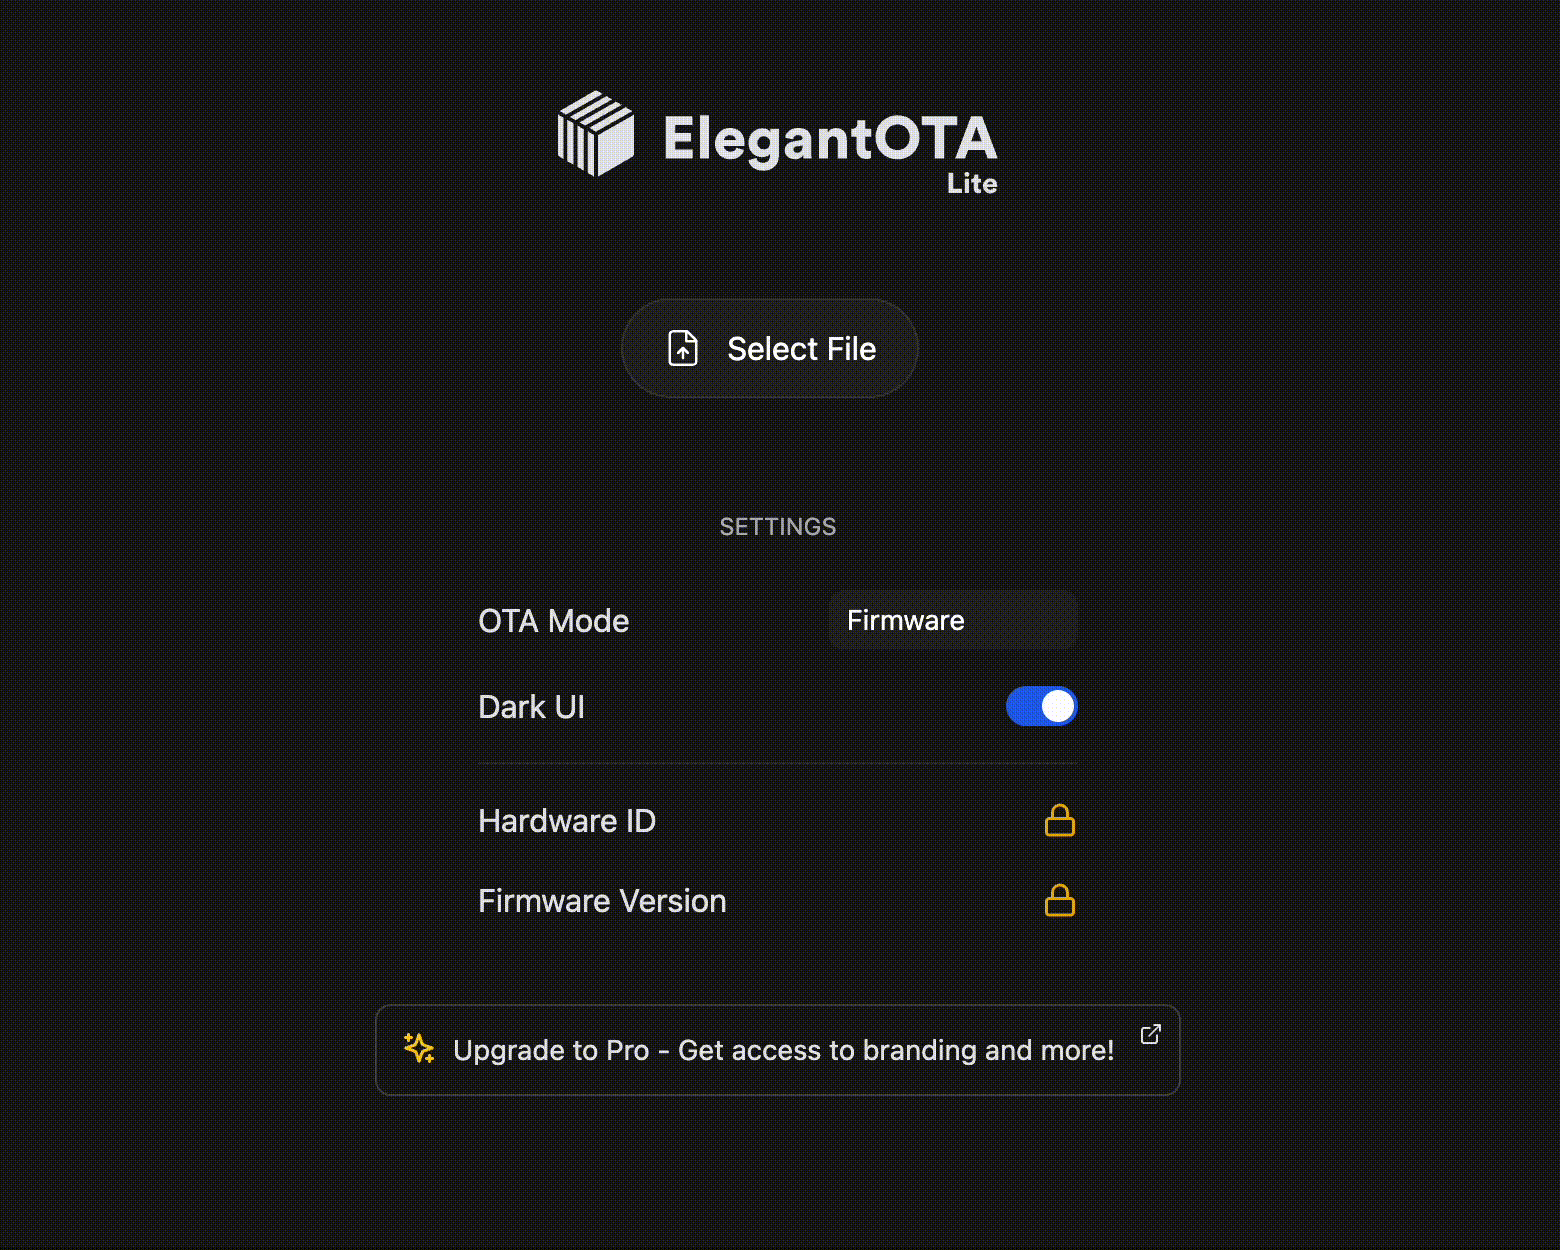 ElegantOTA
Lite
Select File
SETTINGS
OTA Mode
Firmware
Dark UI
Hardware ID
Firmware Version
Upgrade to Pro - Get access to branding and more!